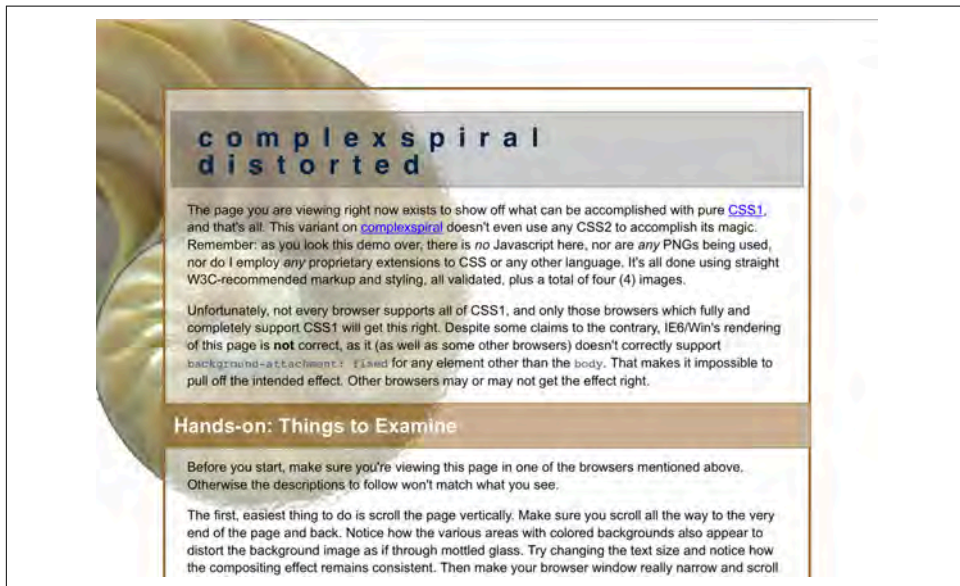 complexspiral
distorted
The page you are viewing right now exists to show off what can be accomplished with pure CSS1,
and that's all. This variant on complexspiral doesn't even use any CSS2 to accomplish its magic.
Remember: as you look this demo over, there is no Javascript here, nor are any PNGs being used,
nor do I employ any proprietary extensions to CSS or any other language. It's all done using straight
W3C-recommended markup and styling, all validated, plus a total of four (4) images.
Unfortunately, not every browser supports all of CSS1, and only those browsers which fully and
completely support CSS1 will get this right. Despite some claims to the contrary, IE6/Win's rendering
of this page is not correct, as it (as well as some other browsers) doesn't correctly support
background-attachment: fixed for any element other than the body. That makes it impossible to
pull off the intended effect. Other browsers may or may not get the effect right.
Hands-on: Things to Examine
Before you start, make sure you're viewing this page in one of the browsers mentioned above.
Otherwise the descriptions to follow won't match what you see.
The first, easiest thing to do is scroll the page vertically. Make sure you scroll all the way to the very
end of the page and back. Notice how the various areas with colored backgrounds also appear to
distort the background image as if through mottled glass. Try changing the text size and notice how
the compositing effect remains consistent. Then make your browser window really narrow and scroll